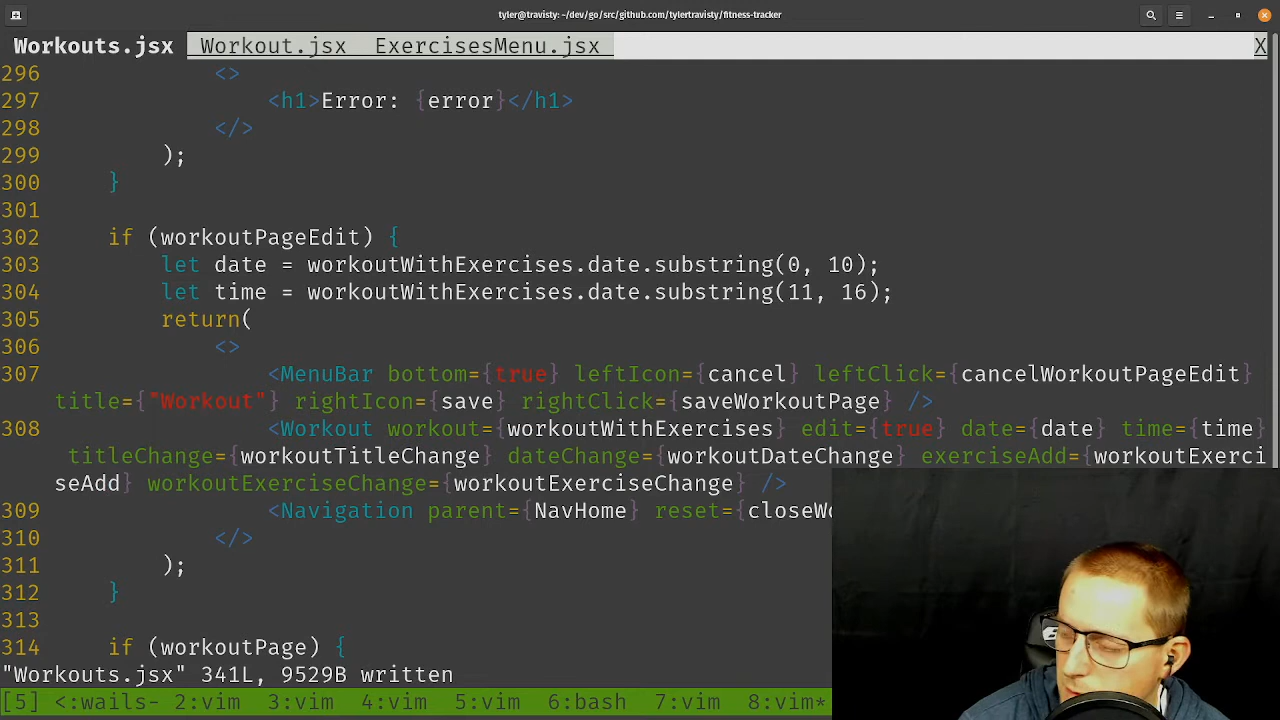 tyler@travisty: ~/dev/go/src/github.com/tylertravisty/fitness-tracker
Workouts.jsx Workout.jsx ExercisesMenu.jsx X
296 <>
297 <h1>Error: {error}</h1>
298 </>
299 );
300 }
301
302 if (workoutPageEdit) {
303 let date = workoutWithExercises.date.substring(0, 10);
304 let time = workoutWithExercises.date.substring(11, 16);
305 return(
306 <>
307 <MenuBar bottom={true} leftIcon={cancel} leftClick={cancelWorkoutPageEdit}
title={"Workout"} rightIcon={save} rightClick={saveWorkoutPage} />
308 <Workout workout={workoutWithExercises} edit={true} date={date} time={time}
titleChange={workoutTitleChange} dateChange={workoutDateChange} exerciseAdd={workoutExerci
seAdd} workoutExerciseChange={workoutExerciseChange} />
309 <Navigation parent={NavHome} reset={closeWo
310 </>
311 );
312 }
313
314 if (workoutPage) {
"Workouts.jsx" 341L, 9529B written
[5] <:wails- 2:vim 3:vim 4:vim 5:vim 6:bash 7:vim 8:vim*